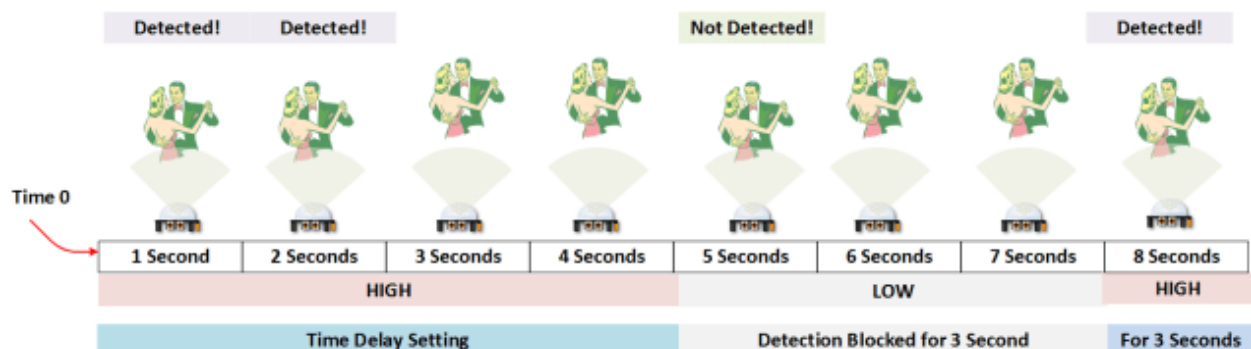 Detected!
Detected!
Not Detected!
Detected!
Time 0
1 Second
2 Seconds
3 Seconds
4 Seconds
5 Seconds
6 Seconds
7 Seconds
8 Seconds
HIGH
LOW
HIGH
Time Delay Setting
Detection Blocked for 3 Second
For 3 Seconds